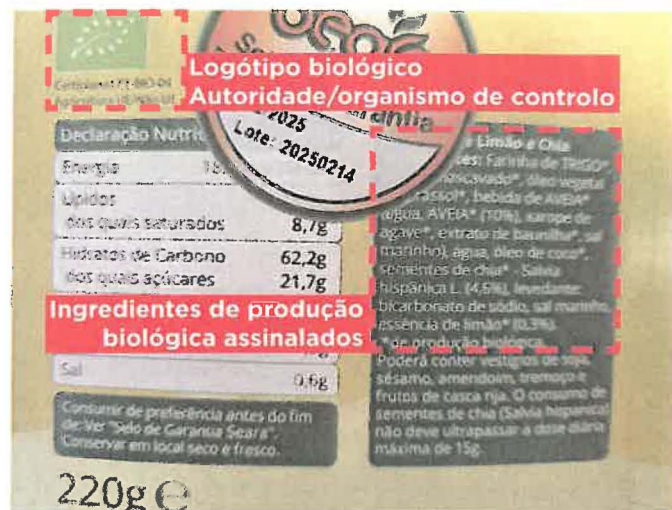 Logótipo biológico
Autoridade/organismo de controlo
2025
Lote: 20250214
Declaração Nutri
Energia
Lípidos
dos quais saturados 8,7g
Hidratos de Carbono 62,2g
dos quais açúcares 21,7g
Ingredientes de produção
biológica assinalados
Sal 0,6g
Consumir de preferência antes do fim
de: Ver "Selo de Garantia Seara".
Conservar em local seco e fresco.
220g e
Limão e Chia
Farinha de TRIGO*
vegetal
bebida de AVEIA*
(água, AVEIA* (10%), xarope de
agave*, extrato de baunilha*, sal
marinho), água, óleo de coco*,
sementes de chia* - Salvia
hispânica L. (4,5%), levedante:
bicarbonato de sódio, sal marinho,
essência de limão* (0,3%).
*de produção biológica.
Poderá conter vestígios de soja,
sésamo, amendoim, tremoço e
frutos de casca rija. O consumo de
sementes de chia (Salvia hispanica)
não deve ultrapassar a dose diária
máxima de 15g.